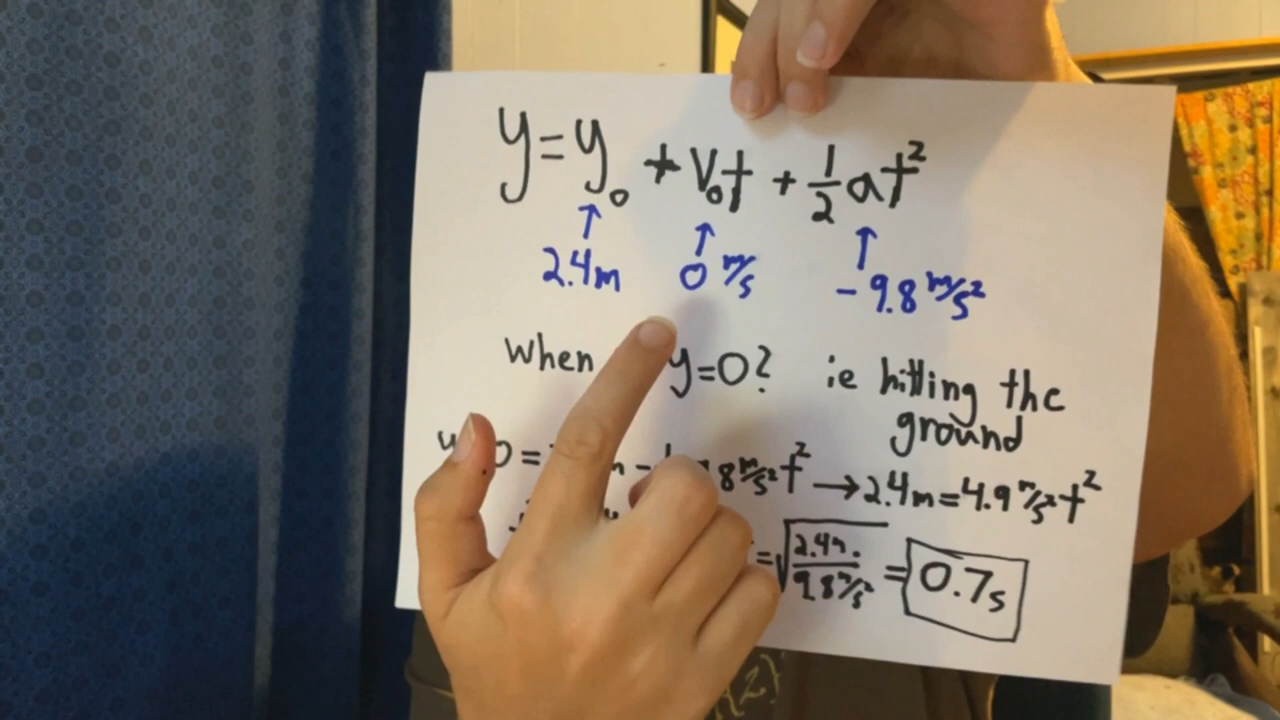 y = y₀ + v₀t + ½at²
↑ ↑ ↑
2.4m 0 m/s -9.8 m/s²
When y=0? ie hitting the
ground
0 = 8 m/s² t² → 2.4m = 4.9 m/s² t²
= √(2.4m / 9.8 m/s²) = 0.7s